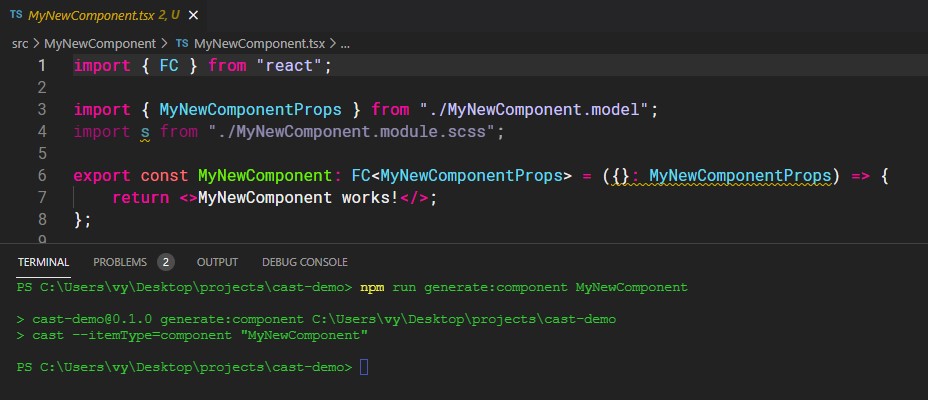 TS MyNewComponent.tsx 2, U ×
src > MyNewComponent > TS MyNewComponent.tsx > ...
1 import { FC } from "react";
2
3 import { MyNewComponentProps } from "./MyNewComponent.model";
4 import s from "./MyNewComponent.module.scss";
5
6 export const MyNewComponent: FC<MyNewComponentProps> = ({}: MyNewComponentProps) => {
7 return <>MyNewComponent works!</>;
8 };
9
TERMINAL PROBLEMS 2 OUTPUT DEBUG CONSOLE
PS C:\Users\vy\Desktop\projects\cast-demo> npm run generate:component MyNewComponent
> cast-demo@0.1.0 generate:component C:\Users\vy\Desktop\projects\cast-demo
> cast --itemType=component "MyNewComponent"
PS C:\Users\vy\Desktop\projects\cast-demo>